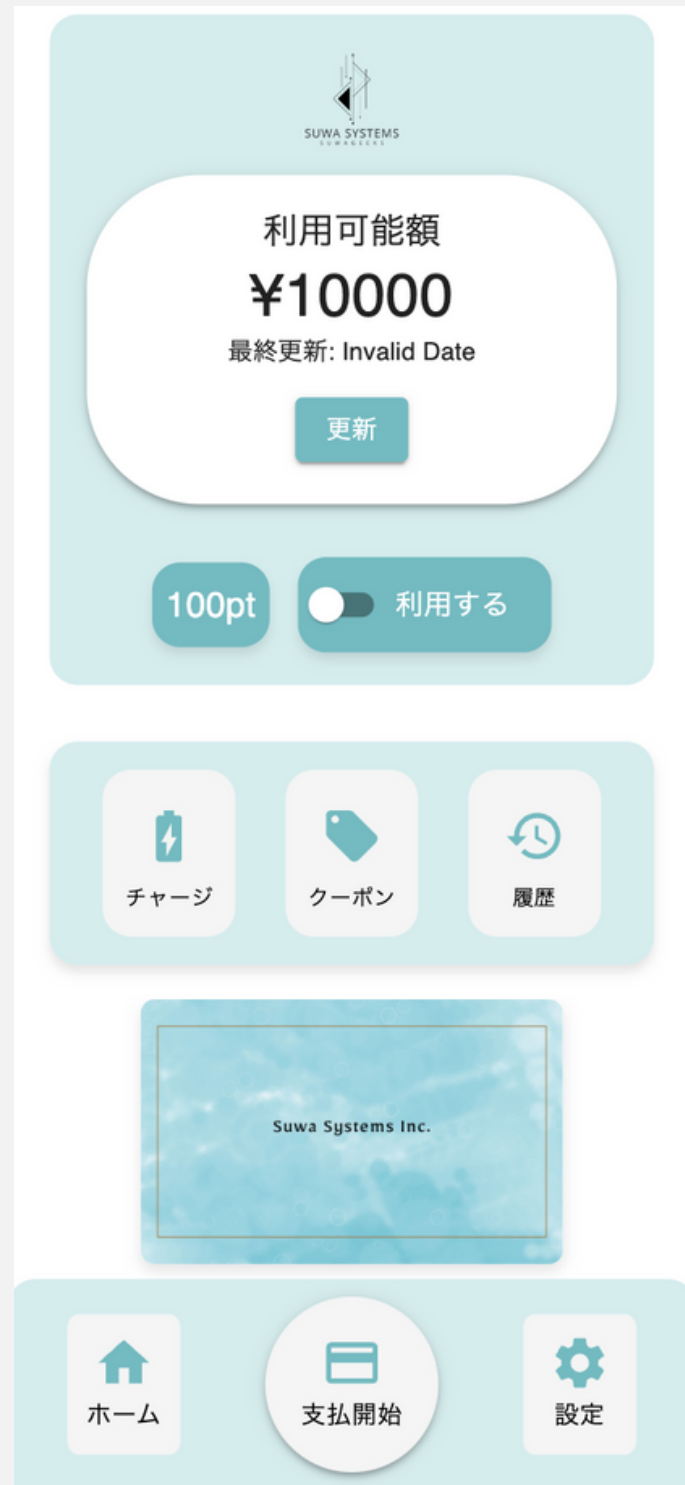 SUWA SYSTEMS
SUWAGEEKS
利用可能額
¥10000
最終更新: Invalid Date
更新
100pt
利用する
チャージ
クーポン
履歴
Suwa Systems Inc.
ホーム
支払開始
設定